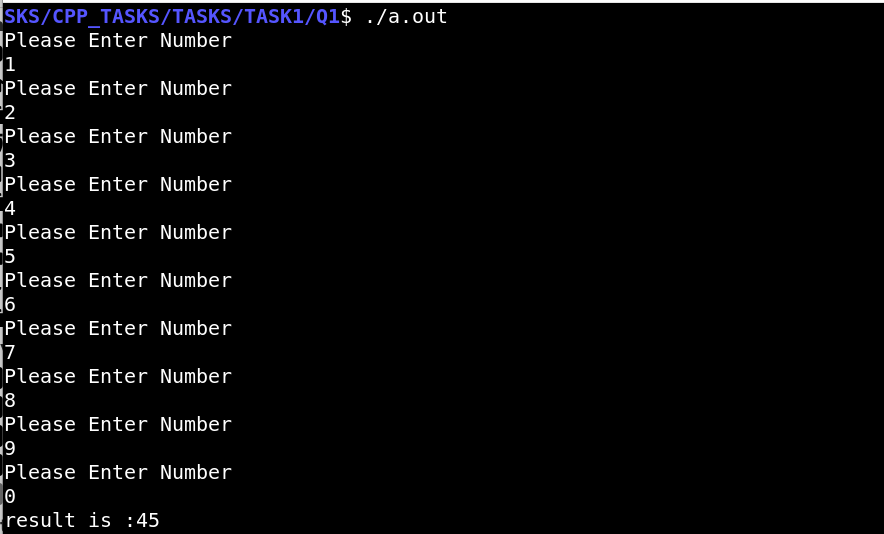 SKS/CPP_TASKS/TASKS/TASK1/Q1$ ./a.out
Please Enter Number
1
Please Enter Number
2
Please Enter Number
3
Please Enter Number
4
Please Enter Number
5
Please Enter Number
6
Please Enter Number
7
Please Enter Number
8
Please Enter Number
9
Please Enter Number
0
result is :45